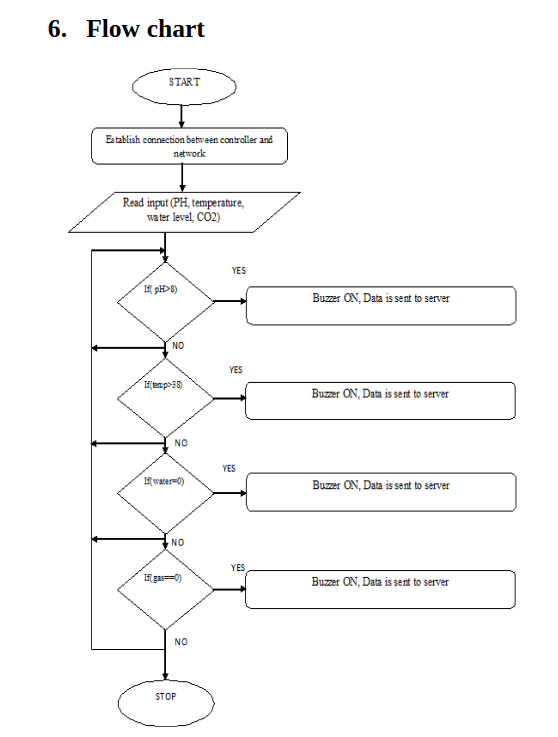 6. Flow chart
START
Establish connection between controller and
network
Read input (PH, temperature,
water level, CO2)
YES
If( pH>8)
Buzzer ON, Data is sent to server
NO
YES
If(temp>38)
Buzzer ON, Data is sent to server
NO
YES
If(water=0)
Buzzer ON, Data is sent to server
NO
YES
If(gas==0)
Buzzer ON, Data is sent to server
NO
STOP